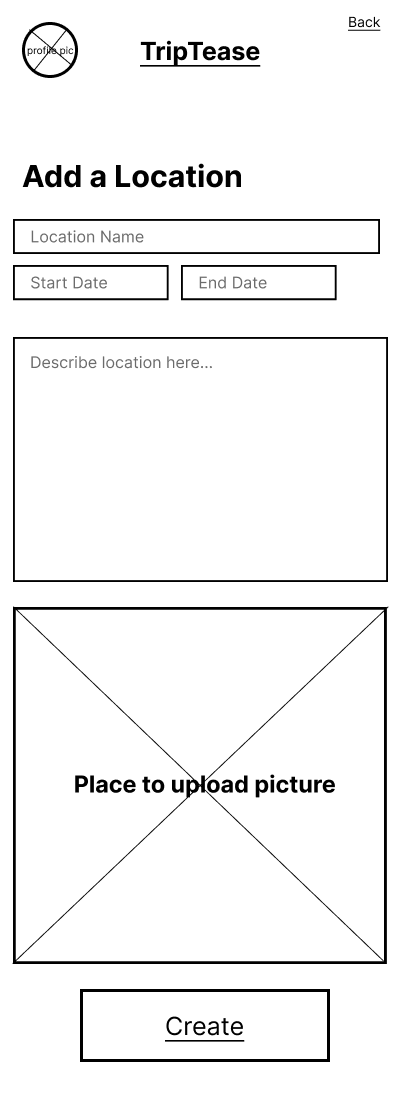 Back
profile pic
TripTease
Add a Location
Location Name
Start Date
End Date
Describe location here...
Place to upload picture
Create